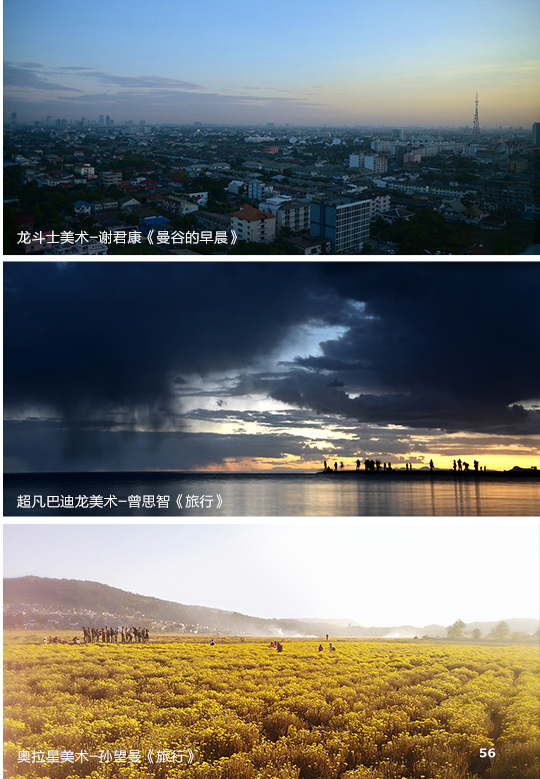 龙斗士美术–谢君康《曼谷的早晨》
超凡巴迪龙美术–曾思智《旅行》
奥拉星美术–孙望曼《旅行》
56